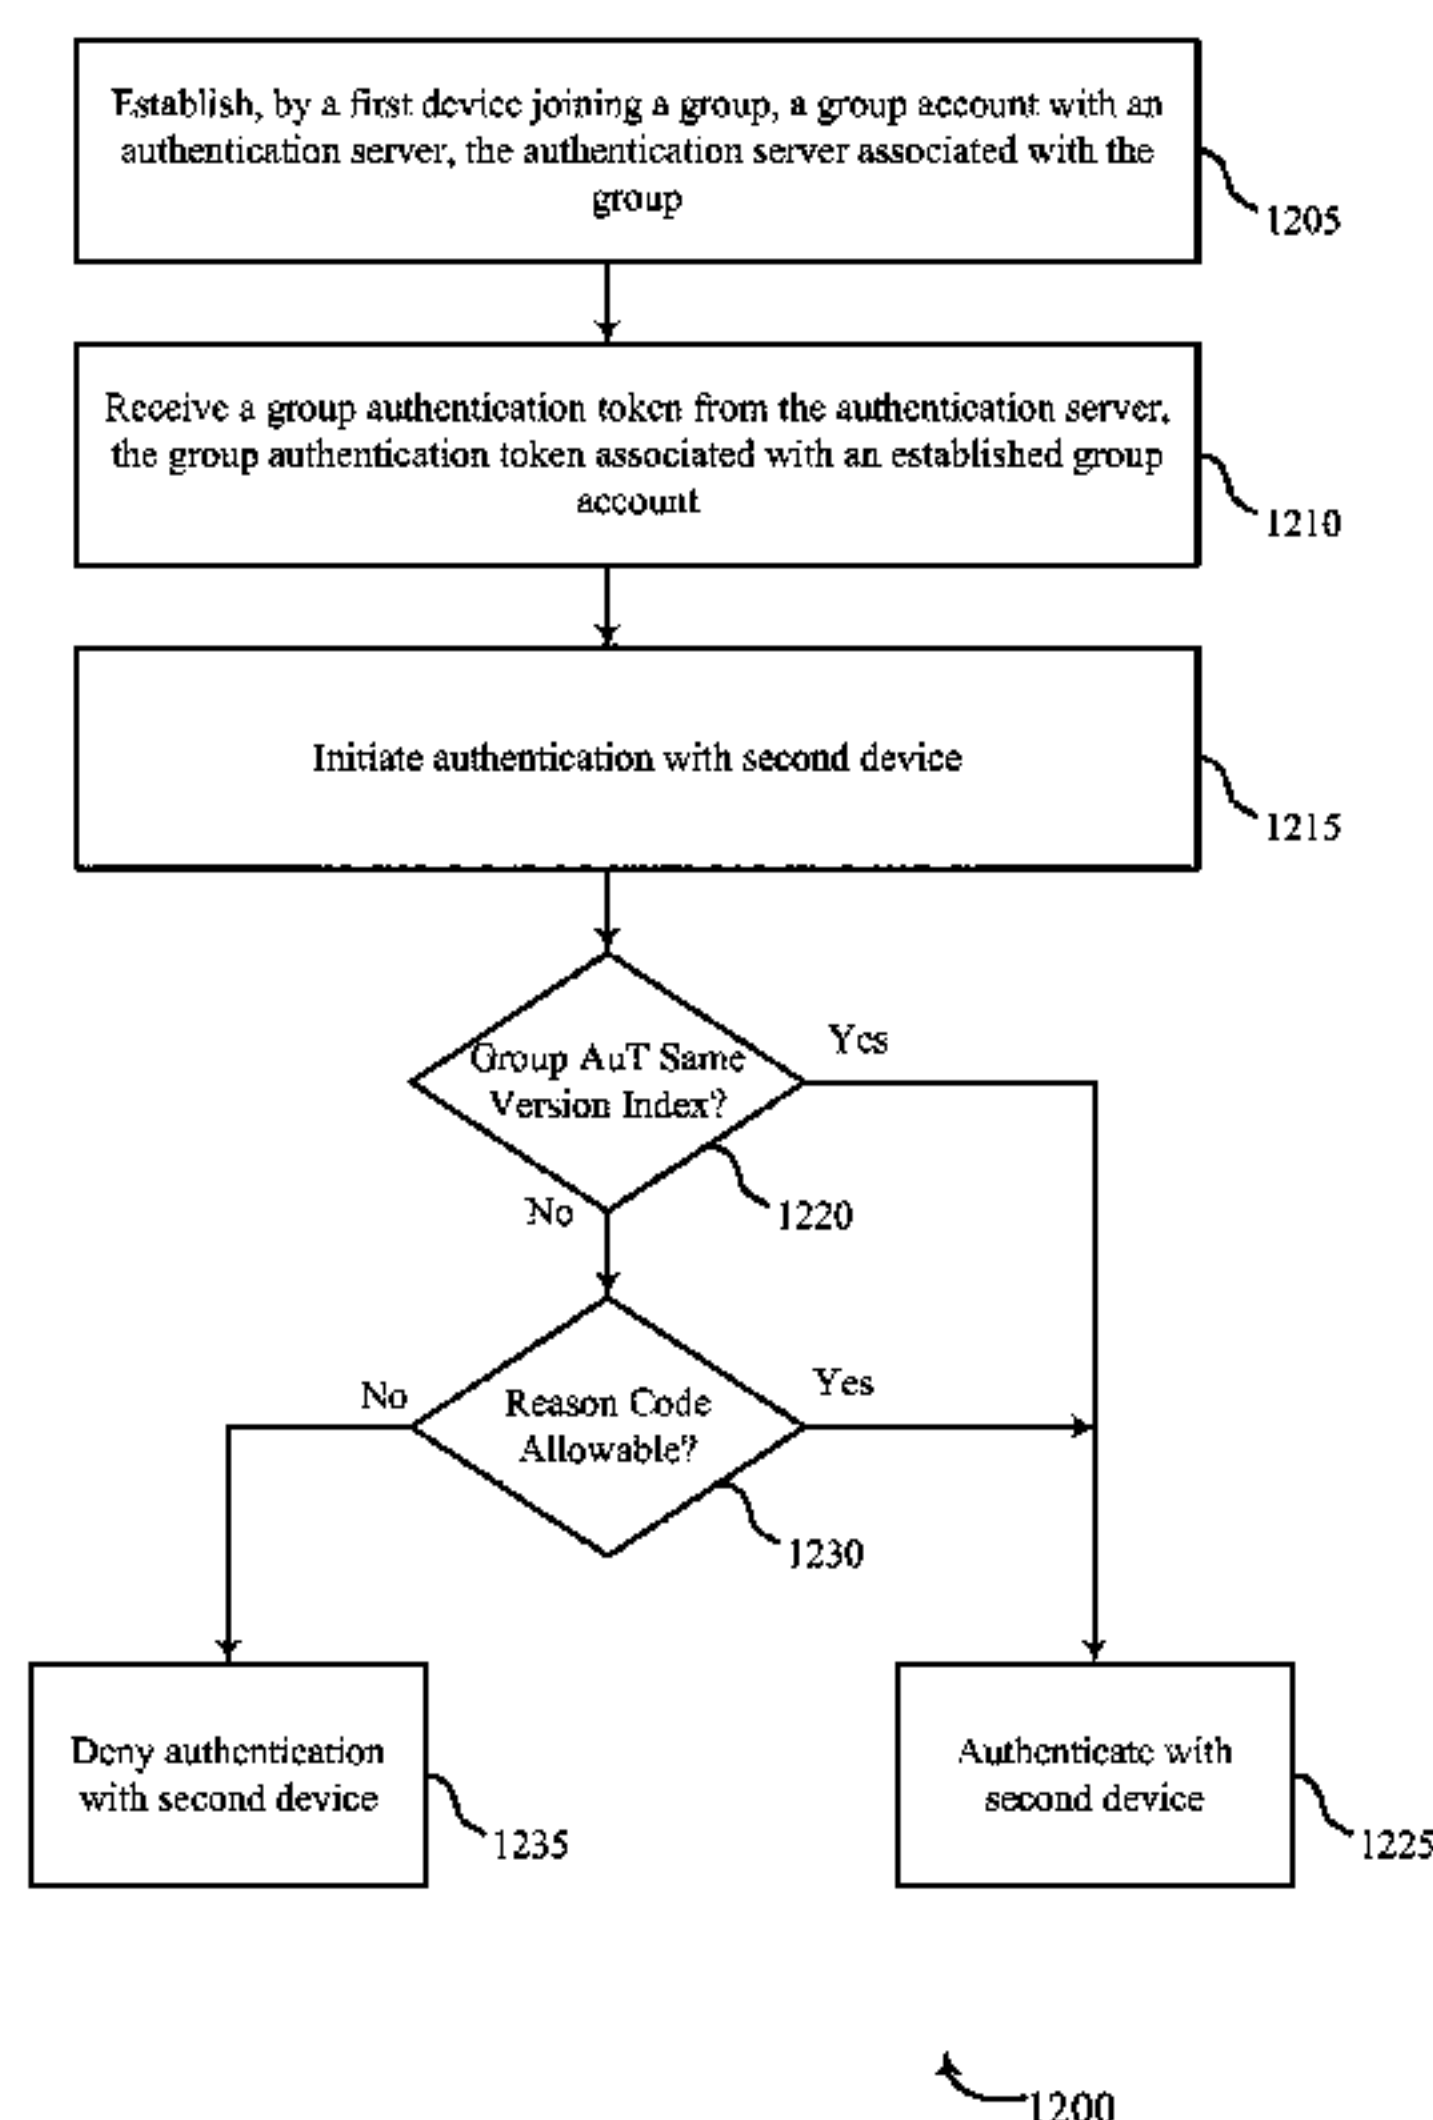 Establish, by a first device joining a group, a group account with an
authentication server, the authentication server associated with the
group
1205
Receive a group authentication token from the authentication server,
the group authentication token associated with an established group
account
1210
Initiate authentication with second device
1215
Group AuT Same
Version Index?
Yes
1220
No
Reason Code
Allowable?
No
Yes
1230
Deny authentication
with second device
1235
Authenticate with
second device
1225
1200